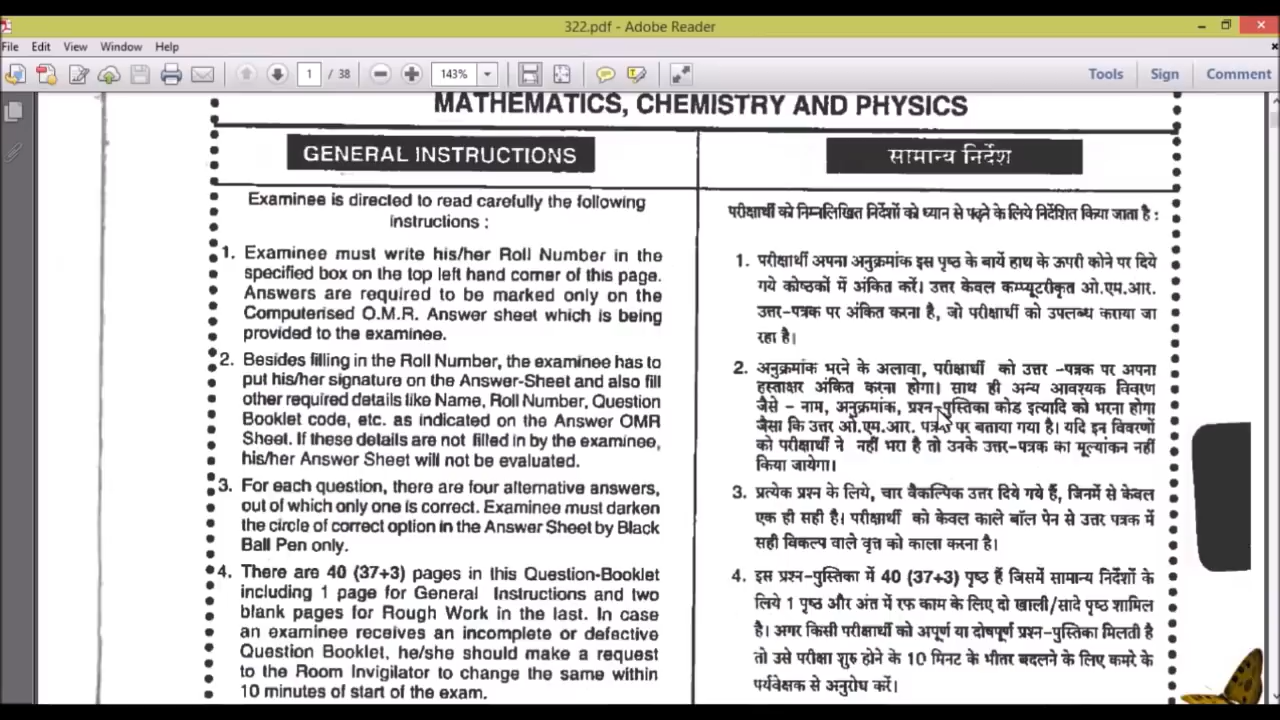 322.pdf - Adobe Reader
File Edit View Window Help
1 / 38 143% Tools Sign Comment
MATHEMATICS, CHEMISTRY AND PHYSICS
GENERAL INSTRUCTIONS
Examinee is directed to read carefully the following
instructions :
1. Examinee must write his/her Roll Number in the
specified box on the top left hand corner of this page.
Answers are required to be marked only on the
Computerised O.M.R. Answer sheet which is being
provided to the examinee.
2. Besides filling in the Roll Number, the examinee has to
put his/her signature on the Answer-Sheet and also fill
other required details like Name, Roll Number, Question
Booklet code, etc. as indicated on the Answer OMR
Sheet. If these details are not filled in by the examinee,
his/her Answer Sheet will not be evaluated.
3. For each question, there are four alternative answers,
out of which only one is correct. Examinee must darken
the circle of correct option in the Answer Sheet by Black
Ball Pen only.
4. There are 40 (37+3) pages in this Question-Booklet
including 1 page for General Instructions and two
blank pages for Rough Work in the last. In case
an examinee receives an incomplete or defective
Question Booklet, he/she should make a request
to the Room Invigilator to change the same within
10 minutes of start of the exam.
सामान्य निर्देश
परीक्षार्थी को निम्नलिखित निर्देशों को ध्यान से पढ़ने के लिये निर्देशित किया जाता है :
1. परीक्षार्थी अपना अनुक्रमांक इस पृष्ठ के बायें हाथ के ऊपरी कोने पर दिये
गये कोष्ठकों में अंकित करें। उत्तर केवल कम्प्यूटरीकृत ओ.एम.आर.
उत्तर-पत्रक पर अंकित करना है, जो परीक्षार्थी को उपलब्ध कराया जा
रहा है।
2. अनुक्रमांक भरने के अलावा, परीक्षार्थी को उत्तर -पत्रक पर अपना
हस्ताक्षर अंकित करना होगा। साथ ही अन्य आवश्यक विवरण
जैसे - नाम, अनुक्रमांक, प्रश्न-पुस्तिका कोड इत्यादि को भरना होगा
जैसा कि उत्तर ओ.एम.आर. पत्रक पर बताया गया है। यदि इन विवरणों
को परीक्षार्थी ने नहीं भरा है तो उनके उत्तर-पत्रक का मूल्यांकन नहीं
किया जायेगा।
3. प्रत्येक प्रश्न के लिये, चार वैकल्पिक उत्तर दिये गये हैं, जिनमें से केवल
एक ही सही है। परीक्षार्थी को केवल काले बॉल पेन से उत्तर पत्रक में
सही विकल्प वाले वृत्त को काला करना है।
4. इस प्रश्न-पुस्तिका में 40 (37+3) पृष्ठ हैं जिसमें सामान्य निर्देशों के
लिये 1 पृष्ठ और अंत में रफ काम के लिए दो खाली/सादे पृष्ठ शामिल
है। अगर किसी परीक्षार्थी को अपूर्ण या दोषपूर्ण प्रश्न-पुस्तिका मिलती है
तो उसे परीक्षा शुरु होने के 10 मिनट के भीतर बदलने के लिए कमरे के
पर्यवेक्षक से अनुरोध करें।